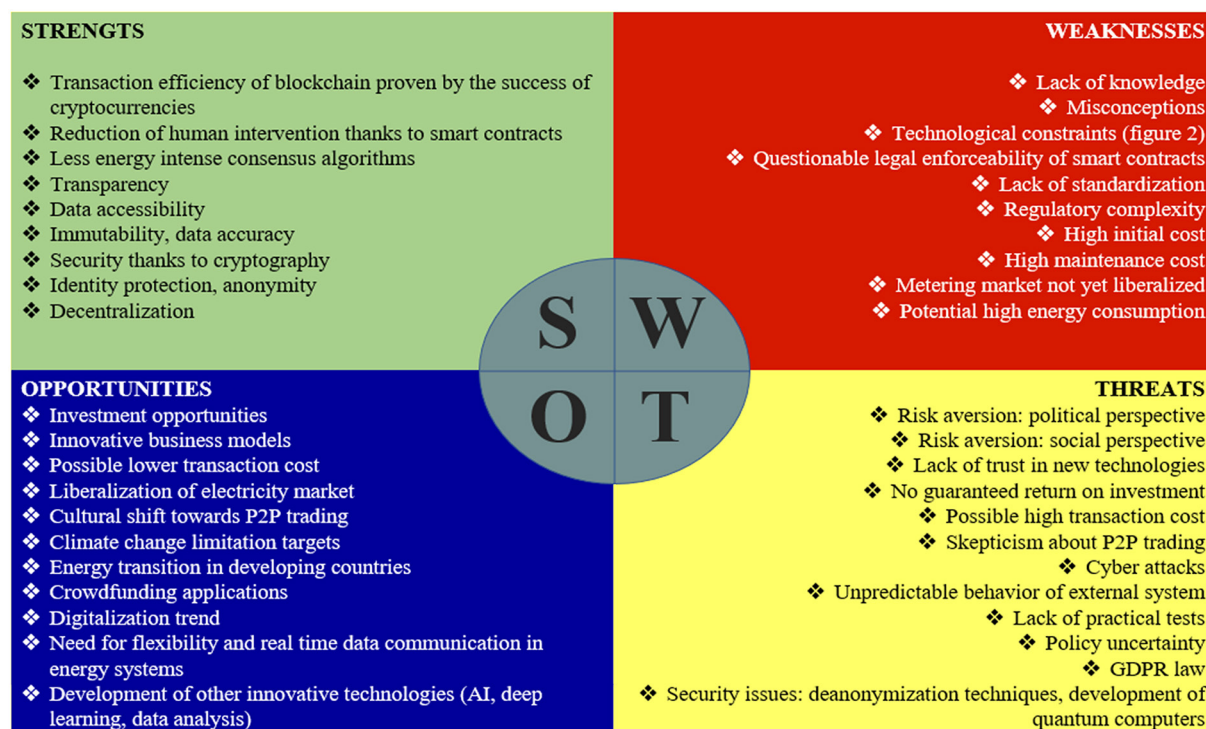 STRENGTS
❖ Transaction efficiency of blockchain proven by the success of
cryptocurrencies
❖ Reduction of human intervention thanks to smart contracts
❖ Less energy intense consensus algorithms
❖ Transparency
❖ Data accessibility
❖ Immutability, data accuracy
❖ Security thanks to cryptography
❖ Identity protection, anonymity
❖ Decentralization
WEAKNESSES
❖ Lack of knowledge
❖ Misconceptions
❖ Technological constraints (figure 2)
❖ Questionable legal enforceability of smart contracts
❖ Lack of standardization
❖ Regulatory complexity
❖ High initial cost
❖ High maintenance cost
❖ Metering market not yet liberalized
❖ Potential high energy consumption
S W
O T
OPPORTUNITIES
❖ Investment opportunities
❖ Innovative business models
❖ Possible lower transaction cost
❖ Liberalization of electricity market
❖ Cultural shift towards P2P trading
❖ Climate change limitation targets
❖ Energy transition in developing countries
❖ Crowdfunding applications
❖ Digitalization trend
❖ Need for flexibility and real time data communication in
energy systems
❖ Development of other innovative technologies (AI, deep
learning, data analysis)
THREATS
❖ Risk aversion: political perspective
❖ Risk aversion: social perspective
❖ Lack of trust in new technologies
❖ No guaranteed return on investment
❖ Possible high transaction cost
❖ Skepticism about P2P trading
❖ Cyber attacks
❖ Unpredictable behavior of external system
❖ Lack of practical tests
❖ Policy uncertainty
❖ GDPR law
❖ Security issues: deanonymization techniques, development of
quantum computers